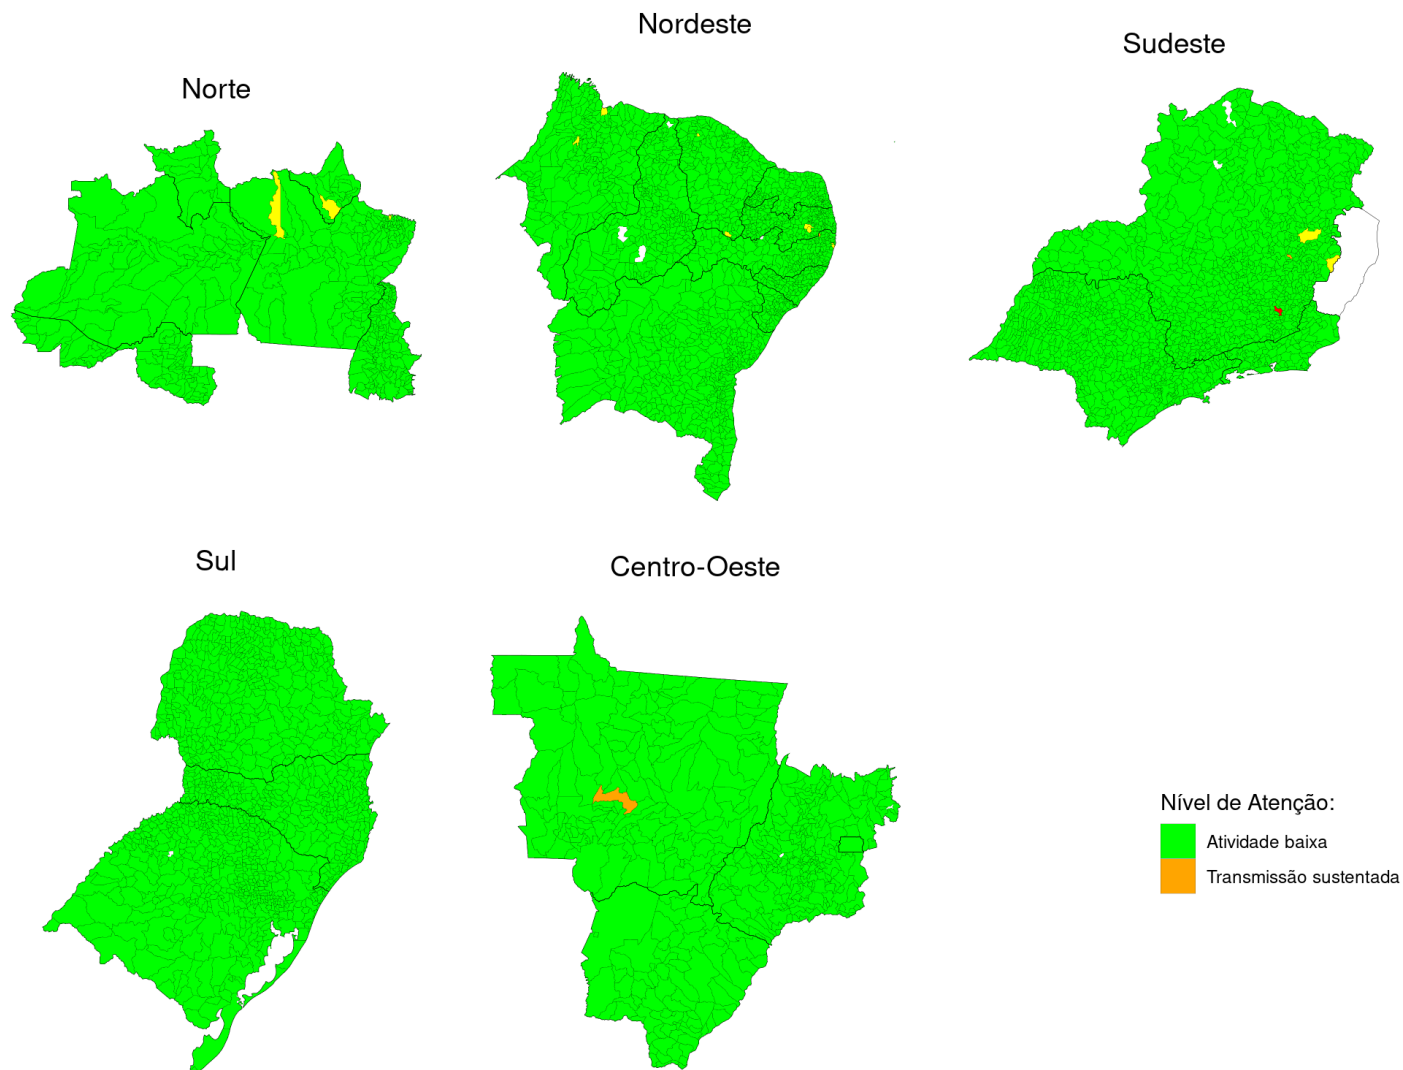 Nordeste
Sudeste
Norte
Sul
Centro-Oeste
Nível de Atenção:
Atividade baixa
Transmissão sustentada